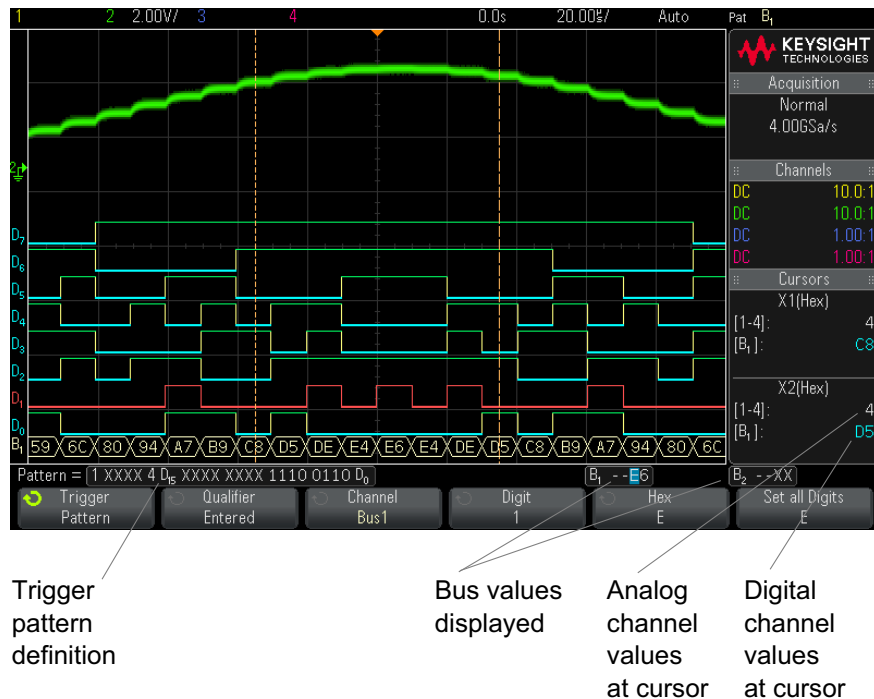 1 2 2.00V/ 3 4 0.0s 20.00µs/ Auto Pat B₁
KEYSIGHT
TECHNOLOGIES
Acquisition
Normal
4.00GSa/s
Channels
DC 10.0:1
DC 10.0:1
DC 1.00:1
DC 1.00:1
Cursors
X1(Hex)
[1-4]: 4
[B₁]: C8
X2(Hex)
[1-4]: 4
[B₁]: D5
2
D₇
D₆
D₅
D₄
D₃
D₂
D₁
D₀
B₁ 59 6C 80 94 A7 B9 C8 D5 DE E4 E6 E4 DE D5 C8 B9 A7 94 80 6C
Pattern = 1 XXXX 4 D₁₅ XXXX XXXX 1110 0110 D₀ B₁ --E6 B₂ --XX
Trigger Qualifier Channel Digit Hex Set all Digits
Pattern Entered Bus1 1 E E
Trigger
pattern
definition
Bus values
displayed
Analog
channel
values
at cursor
Digital
channel
values
at cursor